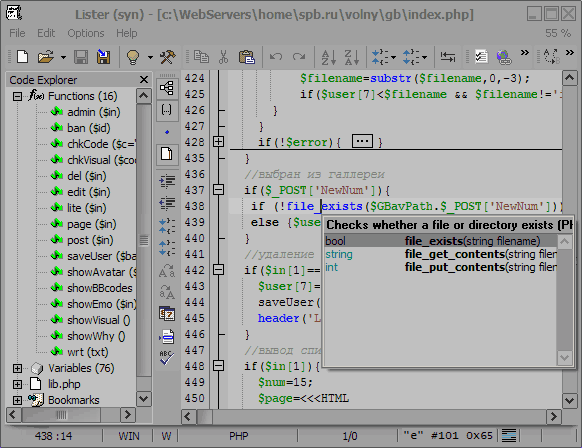 Lister (syn) - [c:\WebServers\home\spb.ru\volny\gb\index.php]
File Edit Options Help 55 %
Code Explorer
Functions (16)
admin ($in)
ban ($id)
chkCode ($c=
chkVisual ($cod
del ($in)
edit ($in)
lite ($in)
page ($in)
post ($in)
saveUser ($ba
showAvatar ($
showBBcodes
showEmo ($in)
showVisual ()
showWhy ()
wrt (txt)
Variables (76)
lib.php
Bookmarks
424 $filename=substr($filename,0,-3);
425 if($user[7]<$filename && $filename!='i
426 }
427 }
428 if(!$error){ ... }
435 }
436 //выбран из галлереи
437 if($_POST['NewNum']){
438 if (!file_exists($GBavPath.$_POST['NewNum']))
439 else {$use
440 }
441 //удаление
442 if($in[1]==
443 $user[7]=
444 saveUser(
445 header('L
446 }
447 //вывод спи
448 if($in[1]){
449 $num=15;
450 $page=<<<HTML
Checks whether a file or directory exists (PH
bool file_exists(string filename)
string file_get_contents(string filen
int file_put_contents(string filen
438 :14 WIN W PHP 1/0 "e" #101 0x65